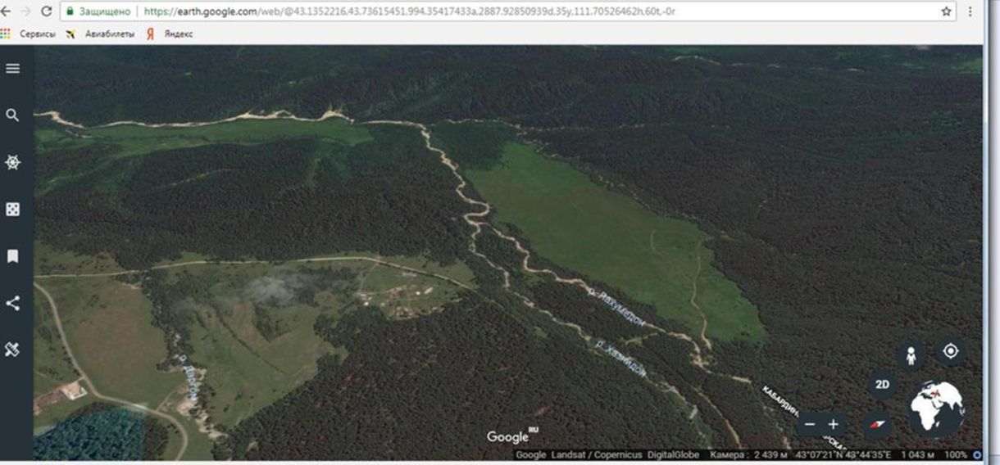 Защищено | https://earth.google.com/web/@43.1352216,43.73615451,994.35417433a,2887.92850939d,35y,111.70526462h,60t,-0r
Сервисы Авиабилеты Яндекс
р. Хазнидон
2D
КАБАРДИН
Google RU
Google Landsat / Copernicus DigitalGlobe Камера : 2 439 м 43°07'21"N 43°44'35"E 1 043 м 100%